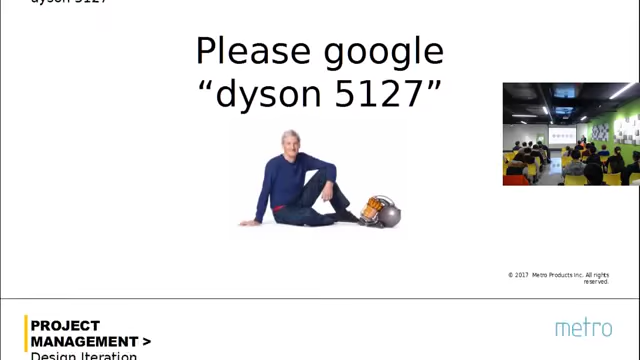 dyson 5127
Please google
“dyson 5127”
© 2017 Metro Products Inc. All rights
reserved.
PROJECT
MANAGEMENT >
Design Iteration
metro